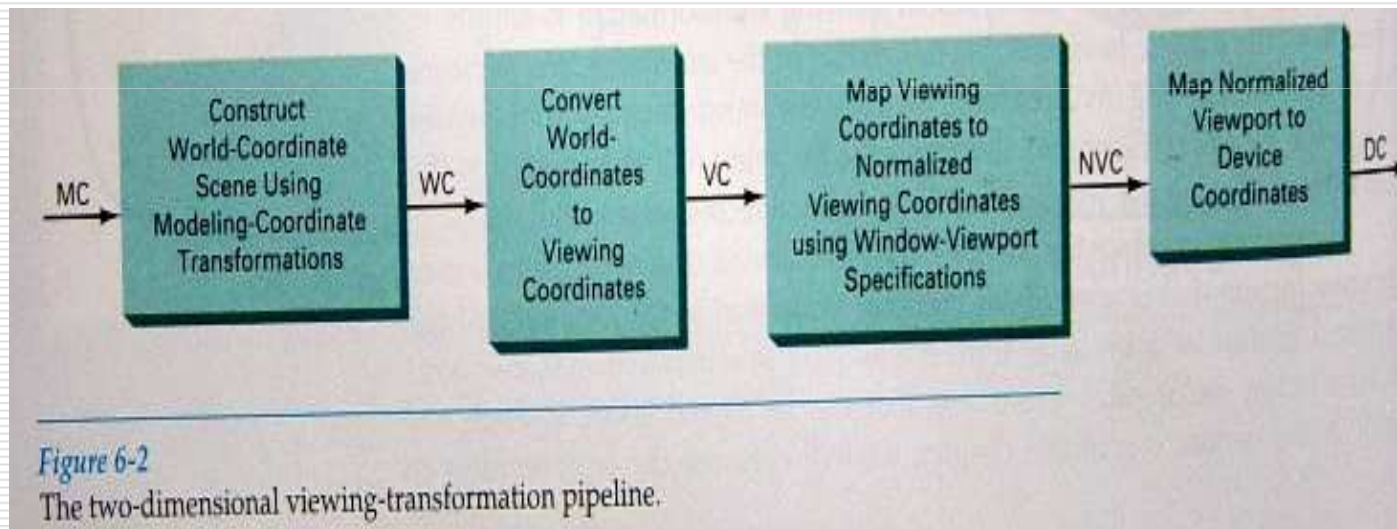 MC
Construct
World-Coordinate
Scene Using
Modeling-Coordinate
Transformations
WC
Convert
World-
Coordinates
to
Viewing
Coordinates
VC
Map Viewing
Coordinates to
Normalized
Viewing Coordinates
using Window-Viewport
Specifications
NVC
Map Normalized
Viewport to
Device
Coordinates
DC
Figure 6-2
The two-dimensional viewing-transformation pipeline.